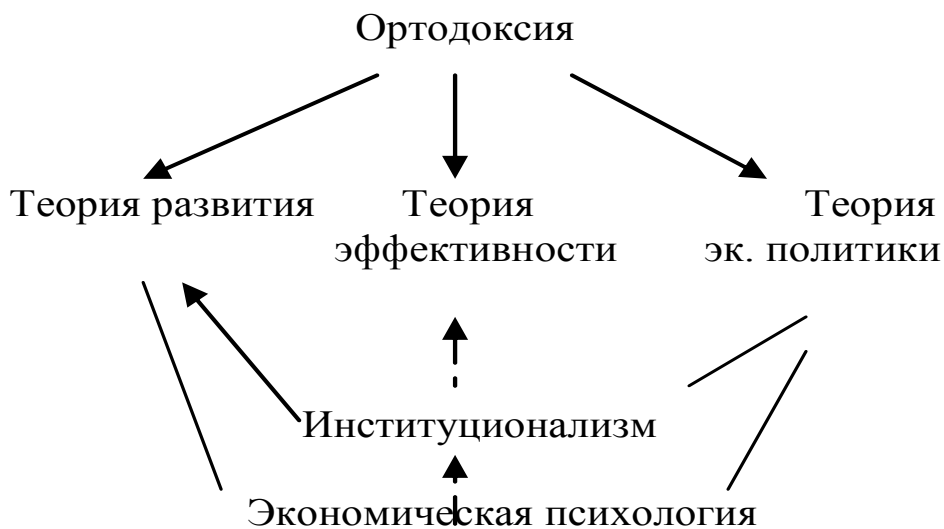 Ортодоксия
Теория развития
Теория
эффективности
Теория
эк. политики
Институционализм
Экономическая психология